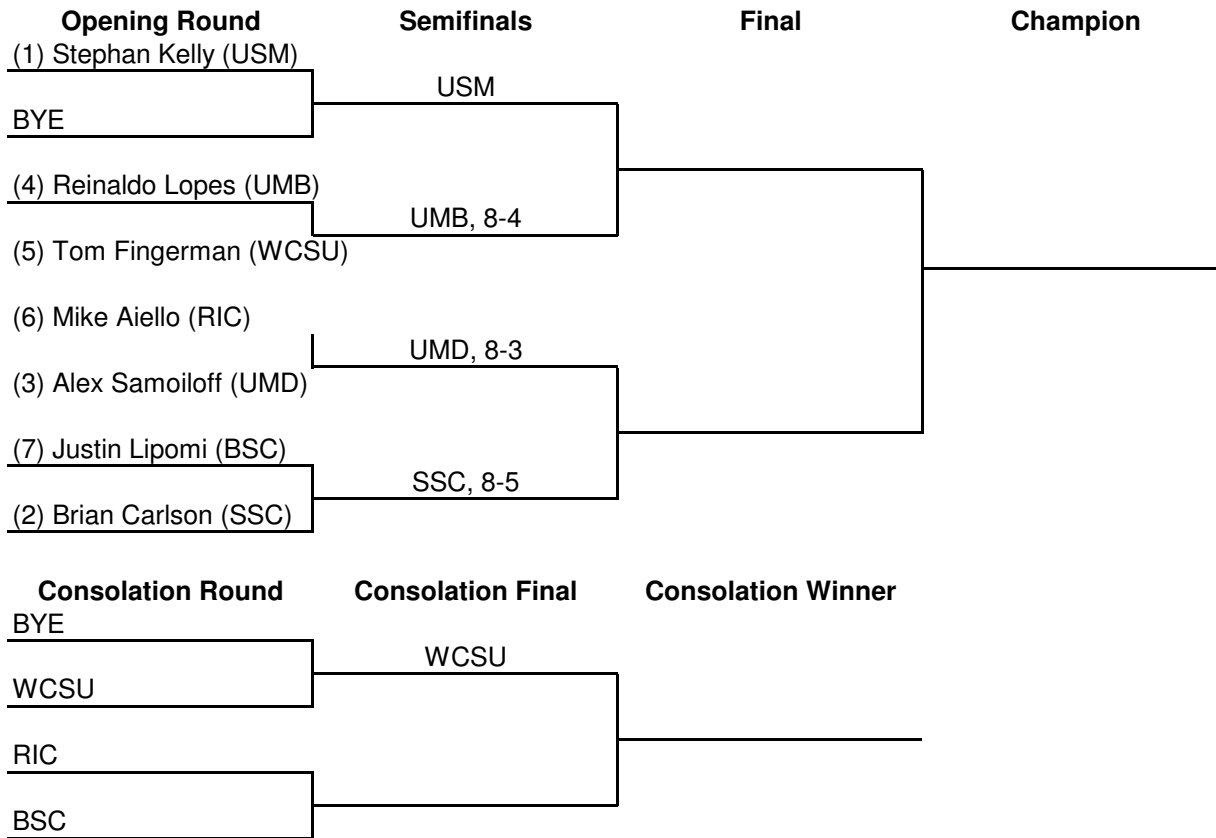 Opening Round Semifinals Final Champion
(1) Stephan Kelly (USM)
USM
BYE
(4) Reinaldo Lopes (UMB)
UMB, 8-4
(5) Tom Fingerman (WCSU)
(6) Mike Aiello (RIC)
UMD, 8-3
(3) Alex Samoiloff (UMD)
(7) Justin Lipomi (BSC)
SSC, 8-5
(2) Brian Carlson (SSC)
Consolation Round Consolation Final Consolation Winner
BYE
WCSU
WCSU
RIC
BSC